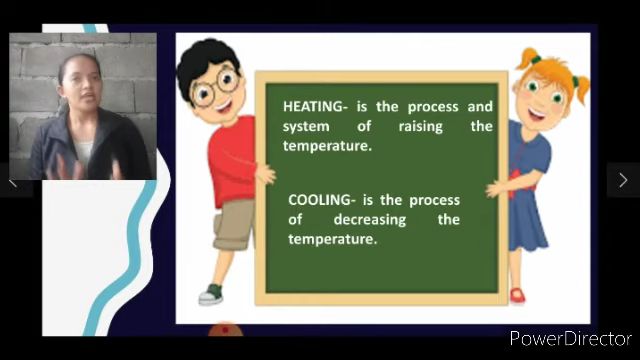 HEATING- is the process and
system of raising the
temperature.
COOLING- is the process
of decreasing the
temperature.
PowerDirector